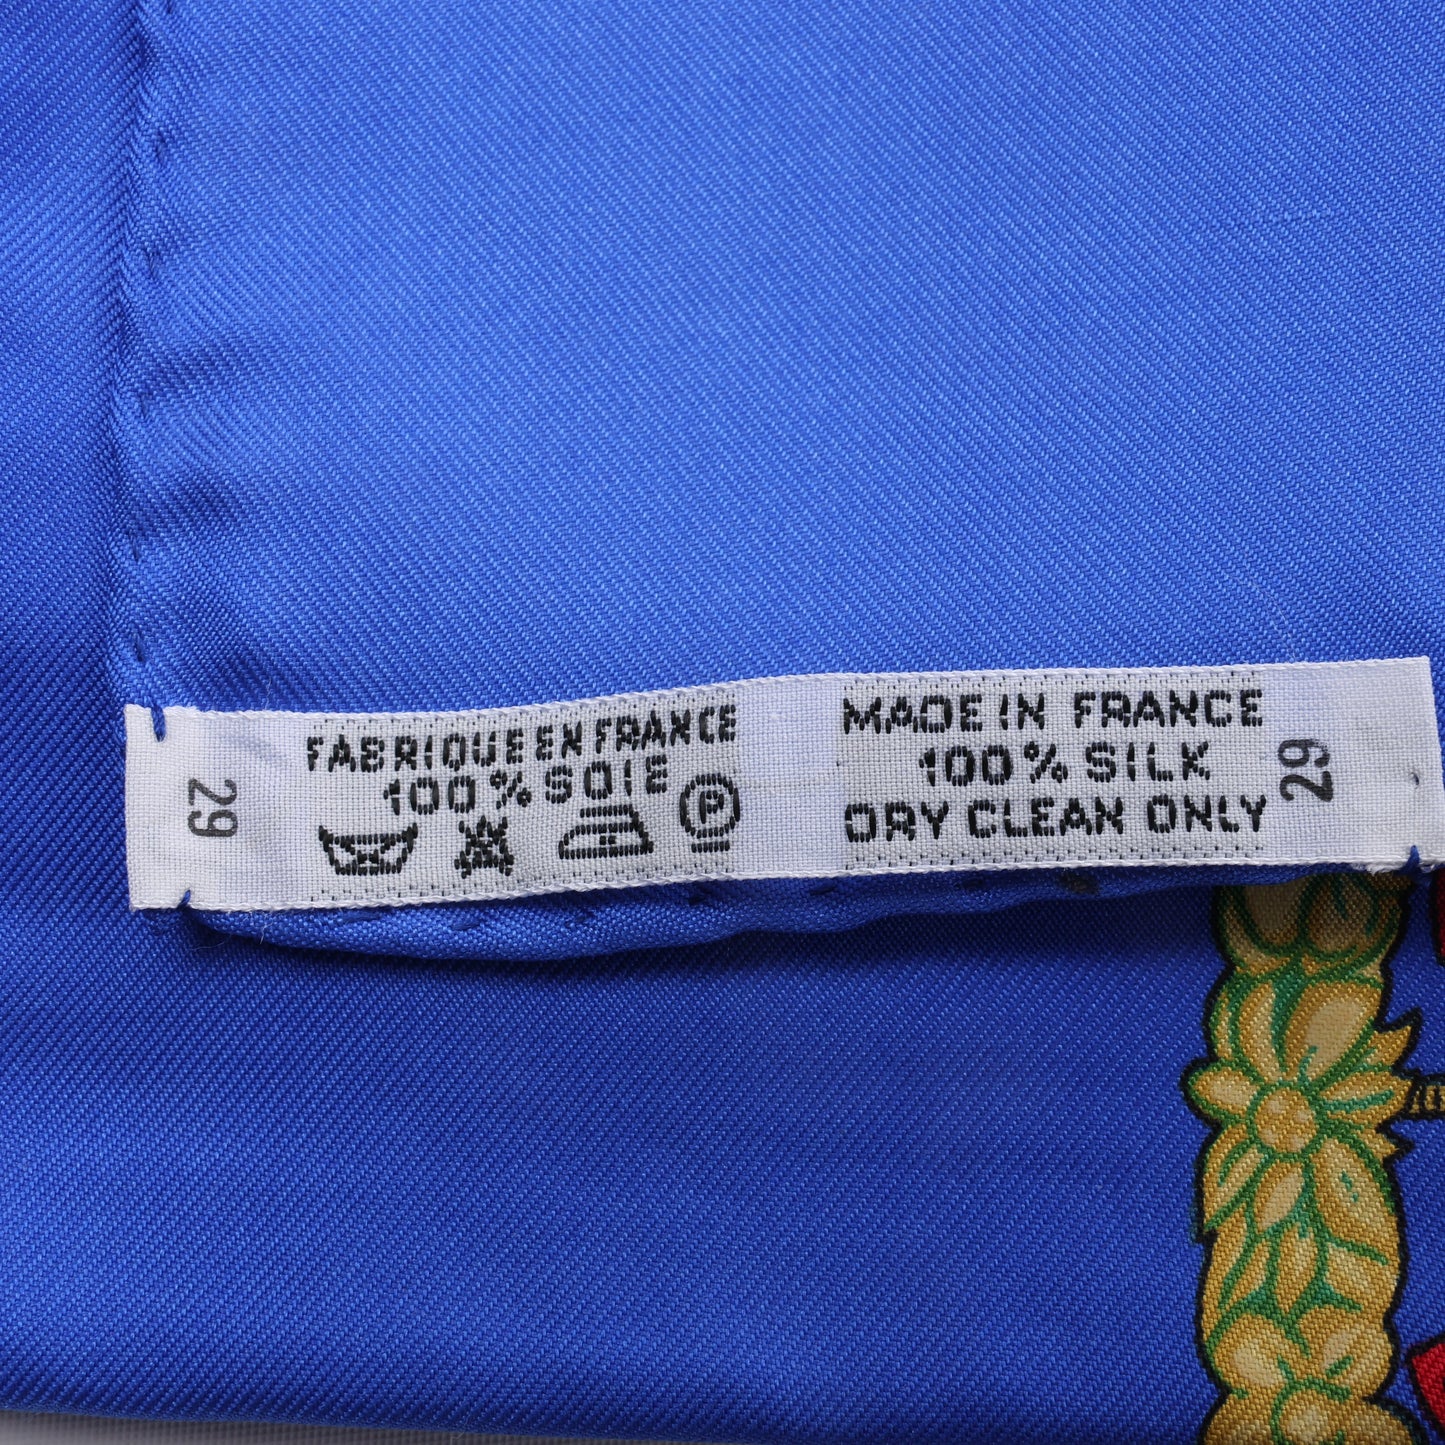 29
FABRIQUE EN FRANCE
100% SOIE
P
MADE IN FRANCE
100% SILK
DRY CLEAN ONLY
29